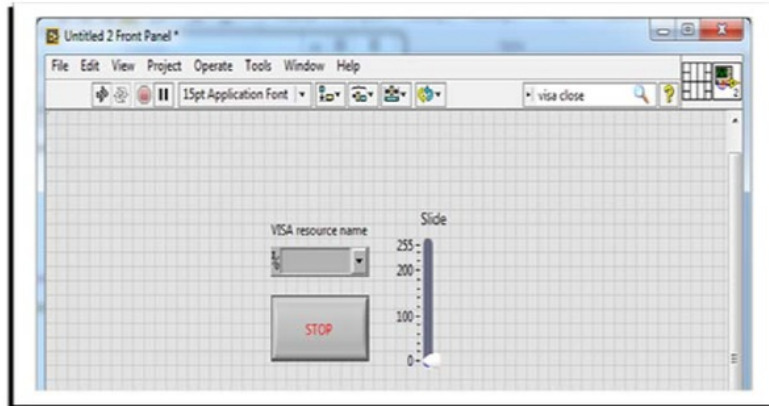 Untitled 2 Front Panel *
File Edit View Project Operate Tools Window Help
15pt Application Font
visa close
2
VISA resource name
Slide
255
200
100
0
STOP